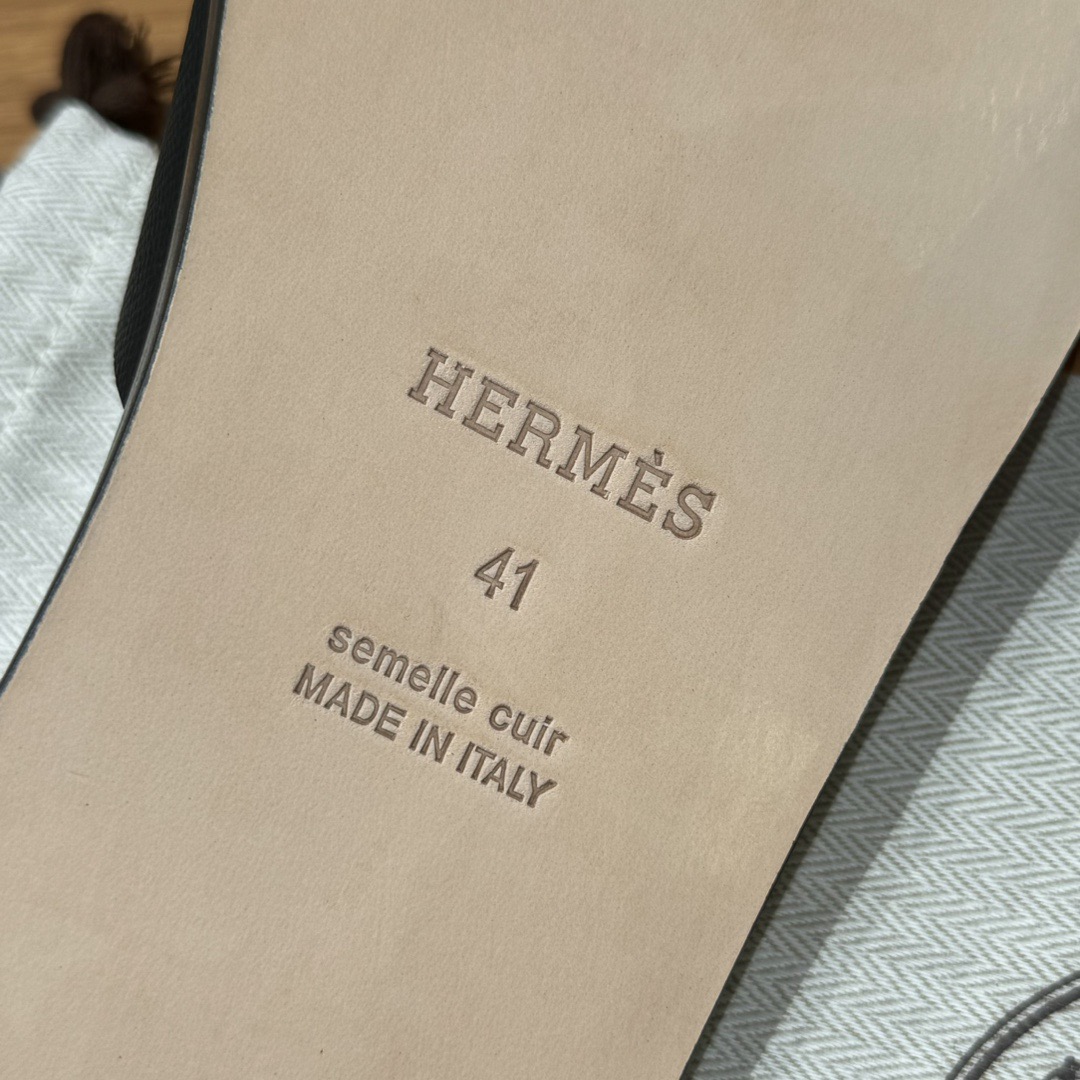 HERMÈS
41
semelle cuir
MADE IN ITALY